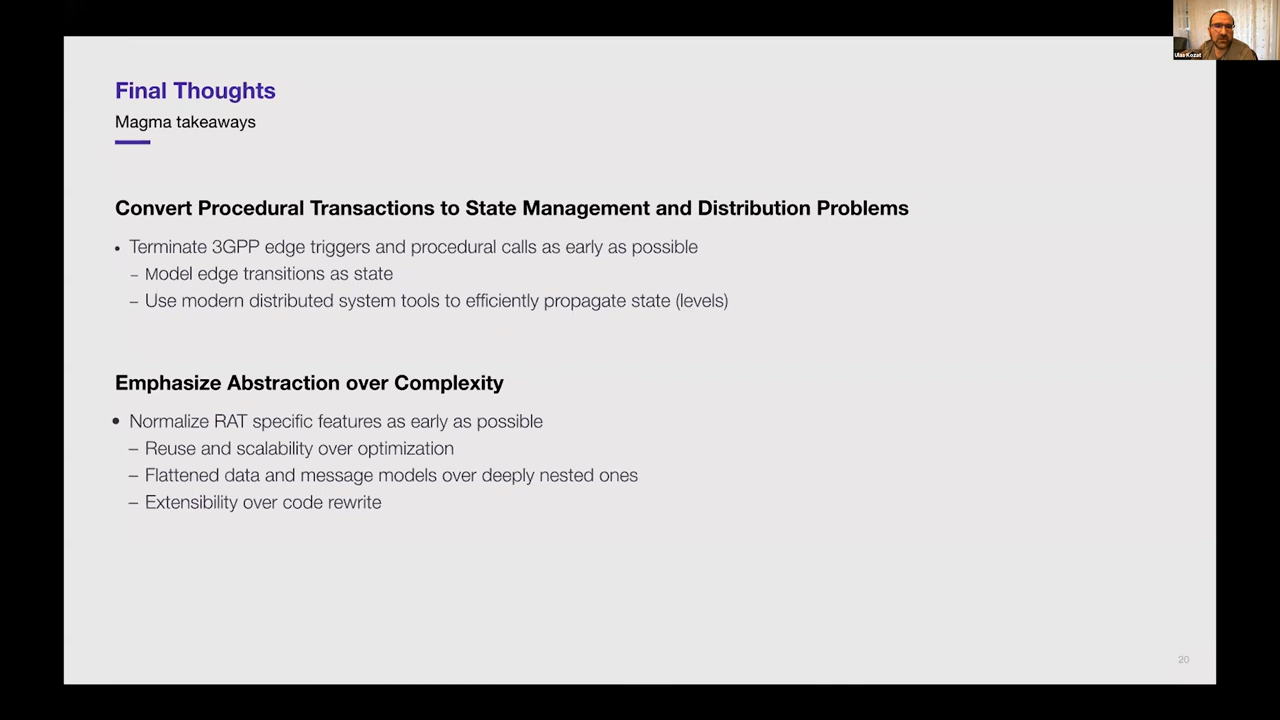 Ulas Kozat
Final Thoughts
Magma takeaways
Convert Procedural Transactions to State Management and Distribution Problems
• Terminate 3GPP edge triggers and procedural calls as early as possible
– Model edge transitions as state
– Use modern distributed system tools to efficiently propagate state (levels)
Emphasize Abstraction over Complexity
• Normalize RAT specific features as early as possible
– Reuse and scalability over optimization
– Flattened data and message models over deeply nested ones
– Extensibility over code rewrite
20